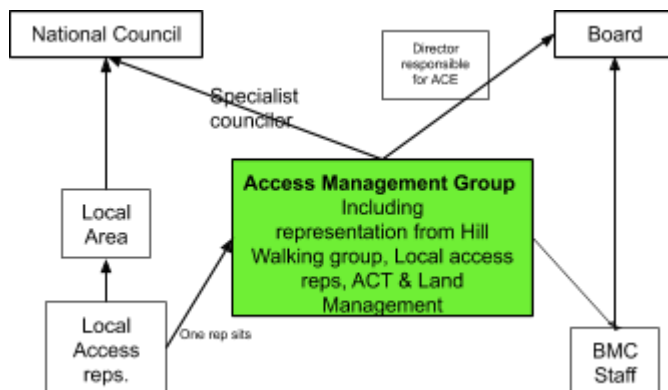 National Council
Director
responsible
for ACE
Board
Specialist
councilor
Access Management Group
Including
representation from Hill
Walking group, Local access
reps, ACT & Land
Management
Local
Area
Local
Access
reps.
One rep sits
BMC
Staff